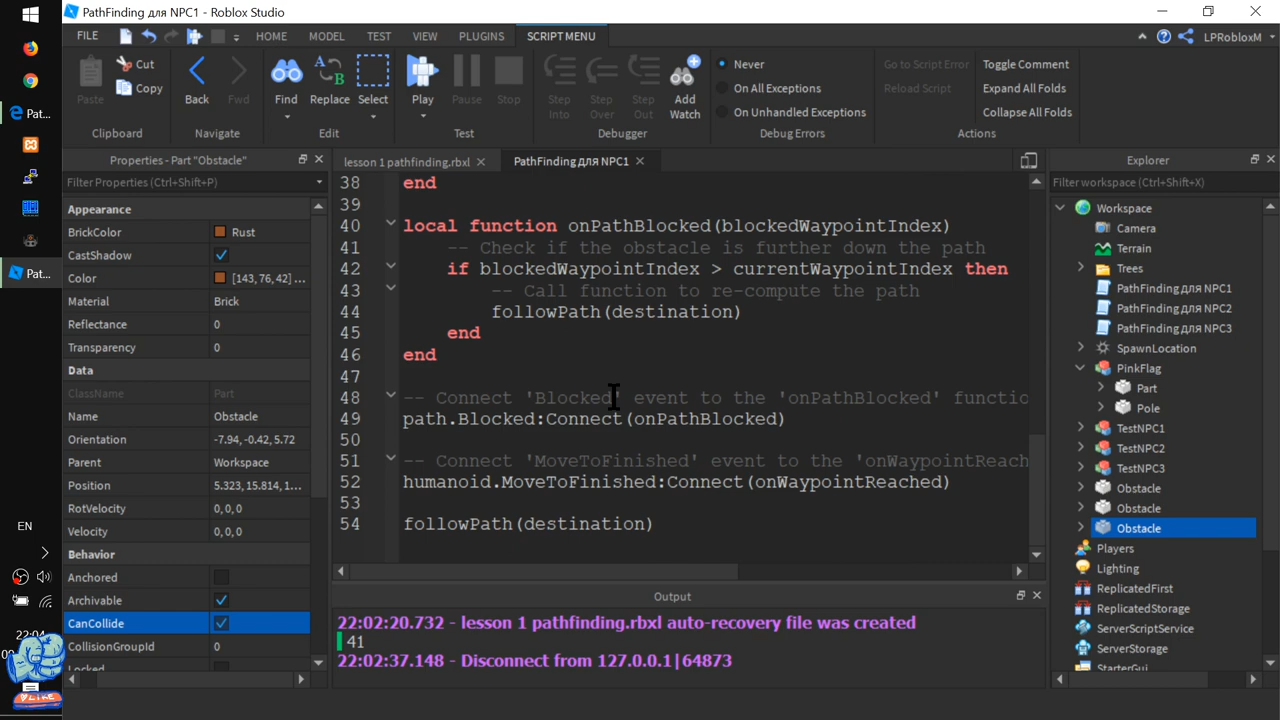 PathFinding для NPC1 - Roblox Studio
FILE
HOME
MODEL
TEST
VIEW
PLUGINS
SCRIPT MENU
LPRobloxM
Paste
Cut
Copy
Clipboard
Back
Fwd
Navigate
Find
Replace
Select
Edit
Play
Pause
Stop
Test
Step Into
Step Over
Step Out
Add Watch
Debugger
Never
On All Exceptions
On Unhandled Exceptions
Debug Errors
Go to Script Error
Reload Script
Toggle Comment
Expand All Folds
Collapse All Folds
Actions
Pat...
Pat...
EN
22:04
LIKE
Properties - Part "Obstacle"
Filter Properties (Ctrl+Shift+P)
Appearance
BrickColor Rust
CastShadow
Color [143, 76, 42] ...
Material Brick
Reflectance 0
Transparency 0
Data
ClassName Part
Name Obstacle
Orientation -7.94, -0.42, 5.72
Parent Workspace
Position 5.323, 15.814, 1...
RotVelocity 0, 0, 0
Velocity 0, 0, 0
Behavior
Anchored
Archivable
CanCollide
CollisionGroupId 0
Locked
lesson 1 pathfinding.rbxl
PathFinding для NPC1
38 end
39
40 local function onPathBlocked(blockedWaypointIndex)
41 -- Check if the obstacle is further down the path
42 if blockedWaypointIndex > currentWaypointIndex then
43 -- Call function to re-compute the path
44 followPath(destination)
45 end
46 end
47
48 -- Connect 'Blocked' event to the 'onPathBlocked' functio
49 path.Blocked:Connect(onPathBlocked)
50
51 -- Connect 'MoveToFinished' event to the 'onWaypointReach
52 humanoid.MoveToFinished:Connect(onWaypointReached)
53
54 followPath(destination)
Output
22:02:20.732 - lesson 1 pathfinding.rbxl auto-recovery file was created
41
22:02:37.148 - Disconnect from 127.0.0.1|64873
Explorer
Filter workspace (Ctrl+Shift+X)
Workspace
Camera
Terrain
Trees
PathFinding для NPC1
PathFinding для NPC2
PathFinding для NPC3
SpawnLocation
PinkFlag
Part
Pole
TestNPC1
TestNPC2
TestNPC3
Obstacle
Obstacle
Obstacle
Players
Lighting
ReplicatedFirst
ReplicatedStorage
ServerScriptService
ServerStorage
StarterGui